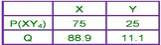 X Y
P(XY₄) 75 25
Q 88.9 11.1